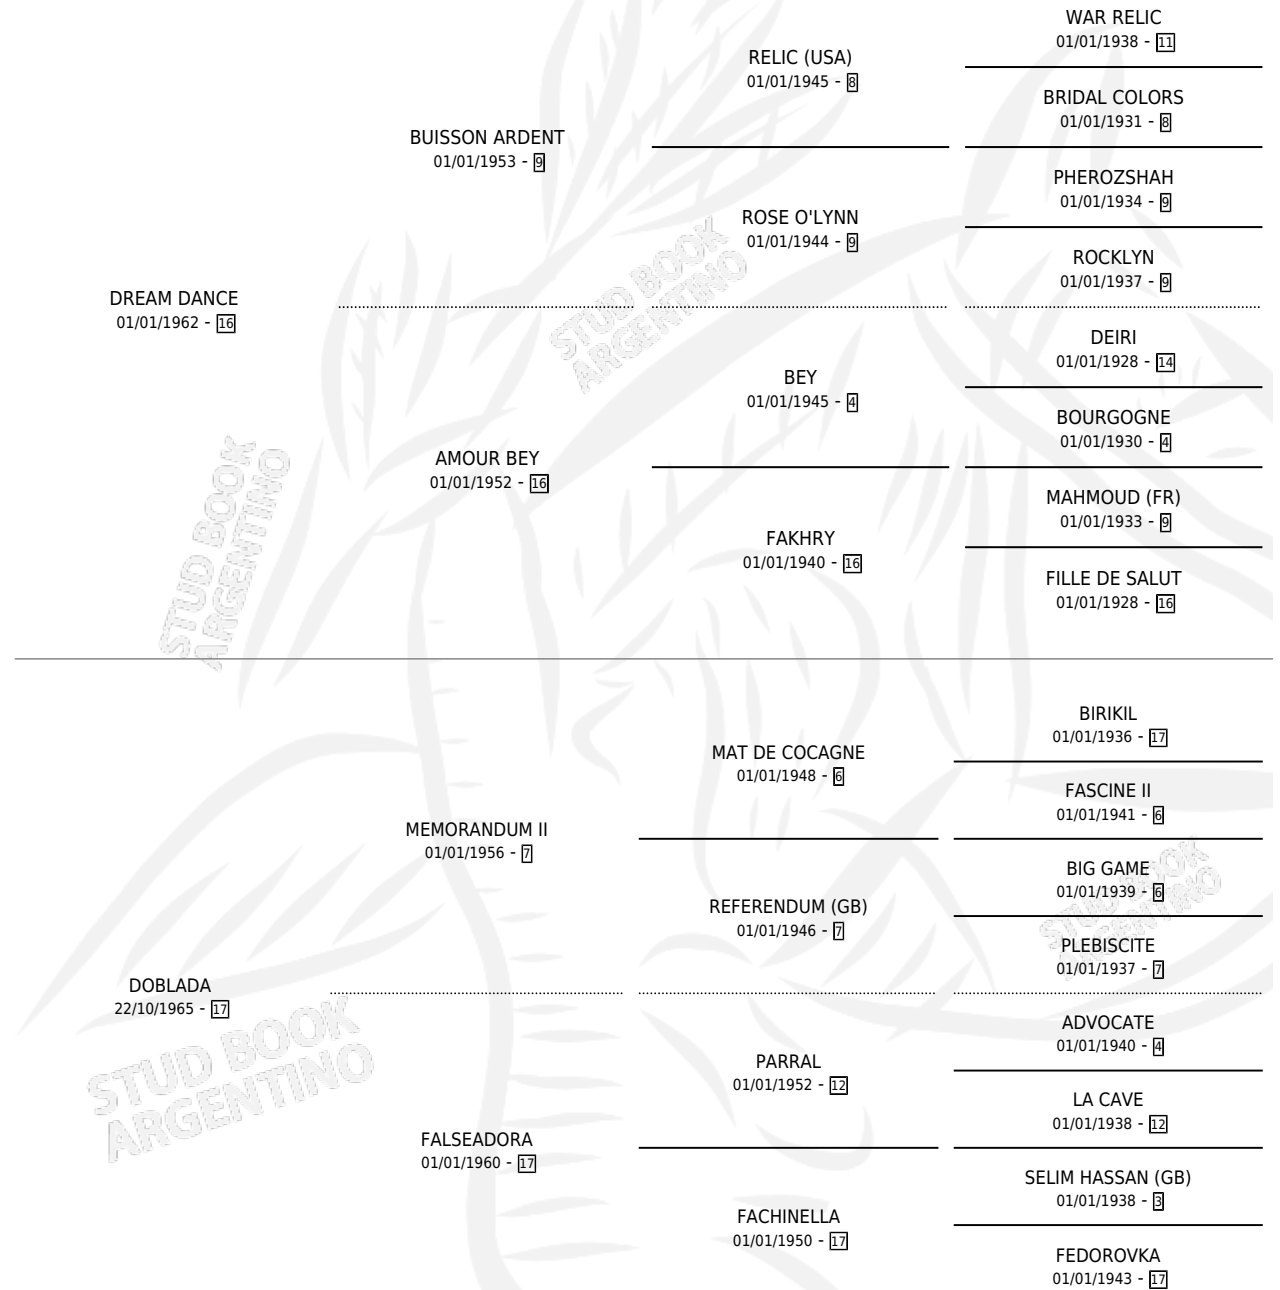 WAR RELIC
01/01/1938 - 11
RELIC (USA)
01/01/1945 - 8
BRIDAL COLORS
01/01/1931 - 8
BUISSON ARDENT
01/01/1953 - 9
PHEROZSHAH
01/01/1934 - 9
ROSE O'LYNN
01/01/1944 - 9
ROCKLYN
01/01/1937 - 9
DREAM DANCE
01/01/1962 - 16
DEIRI
01/01/1928 - 14
BEY
01/01/1945 - 4
BOURGOGNE
01/01/1930 - 4
AMOUR BEY
01/01/1952 - 16
MAHMOUD (FR)
01/01/1933 - 9
FAKHRY
01/01/1940 - 16
FILLE DE SALUT
01/01/1928 - 16
BIRIKIL
01/01/1936 - 17
MAT DE COCAGNE
01/01/1948 - 6
FASCINE II
01/01/1941 - 6
MEMORANDUM II
01/01/1956 - 7
BIG GAME
01/01/1939 - 6
REFERENDUM (GB)
01/01/1946 - 7
PLEBISCITE
01/01/1937 - 7
DOBLADA
22/10/1965 - 17
ADVOCATE
01/01/1940 - 4
PARRAL
01/01/1952 - 12
LA CAVE
01/01/1938 - 12
FALSEADORA
01/01/1960 - 17
SELIM HASSAN (GB)
01/01/1938 - 3
FACHINELLA
01/01/1950 - 17
FEDOROVKA
01/01/1943 - 17
STUD BOOK
ARGENTINO
STUD BOOK
ARGENTINO
STUD BOOK
ARGENTINO
STUD BOOK
ARGENTINO